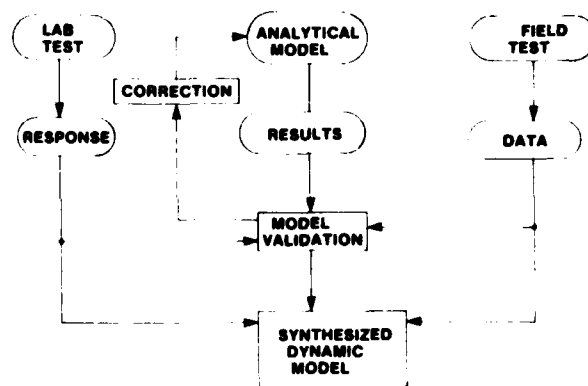 LAB
TEST
ANALYTICAL
MODEL
FIELD
TEST
CORRECTION
RESPONSE
RESULTS
DATA
MODEL
VALIDATION
SYNTHESIZED
DYNAMIC
MODEL